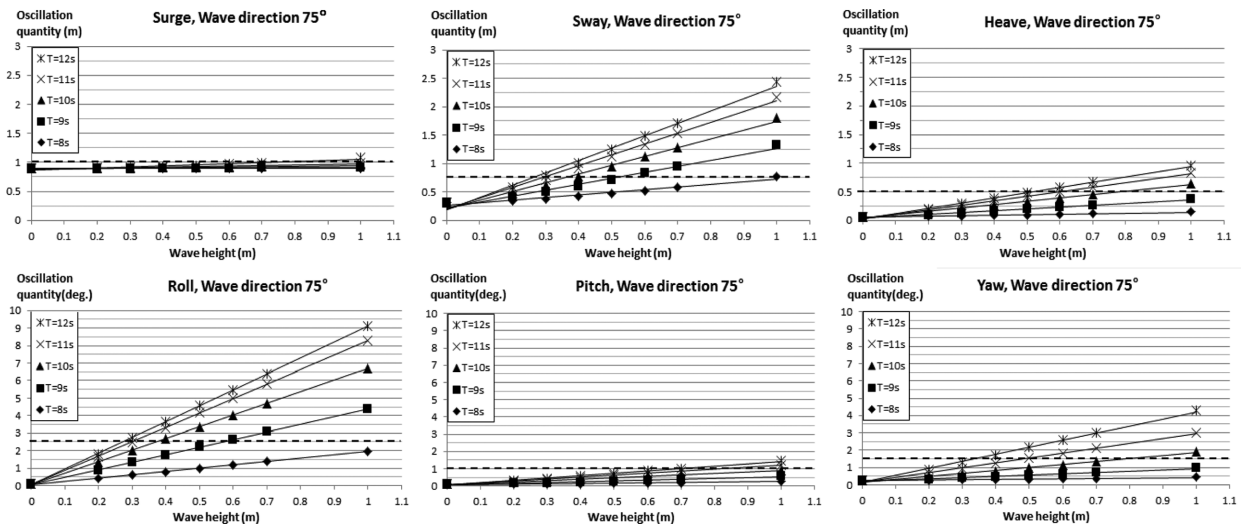 Oscillation
quantity (m)
Surge, Wave direction 75°
3
2.5
2
1.5
1
0.5
0
T=12s
T=11s
T=10s
T=9s
T=8s
0 0.1 0.2 0.3 0.4 0.5 0.6 0.7 0.8 0.9 1 1.1
Wave height (m)
Oscillation
quantity (m)
Sway, Wave direction 75°
3
2.5
2
1.5
1
0.5
0
T=12s
T=11s
T=10s
T=9s
T=8s
0 0.1 0.2 0.3 0.4 0.5 0.6 0.7 0.8 0.9 1 1.1
Wave height (m)
Oscillation
quantity (m)
Heave, Wave direction 75°
3
2.5
2
1.5
1
0.5
0
T=12s
T=11s
T=10s
T=9s
T=8s
0 0.1 0.2 0.3 0.4 0.5 0.6 0.7 0.8 0.9 1 1.1
Wave height (m)
Oscillation
quantity(deg.)
Roll, Wave direction 75°
10
9
8
7
6
5
4
3
2
1
0
T=12s
T=11s
T=10s
T=9s
T=8s
0 0.1 0.2 0.3 0.4 0.5 0.6 0.7 0.8 0.9 1 1.1
Wave height (m)
Oscillation
quantity(deg.)
Pitch, Wave direction 75°
10
9
8
7
6
5
4
3
2
1
0
T=12s
T=11s
T=10s
T=9s
T=8s
0 0.1 0.2 0.3 0.4 0.5 0.6 0.7 0.8 0.9 1 1.1
Wave height (m)
Oscillation
quantity(deg.)
Yaw, Wave direction 75°
10
9
8
7
6
5
4
3
2
1
0
T=12s
T=11s
T=10s
T=9s
T=8s
0 0.1 0.2 0.3 0.4 0.5 0.6 0.7 0.8 0.9 1 1.1
Wave height (m)